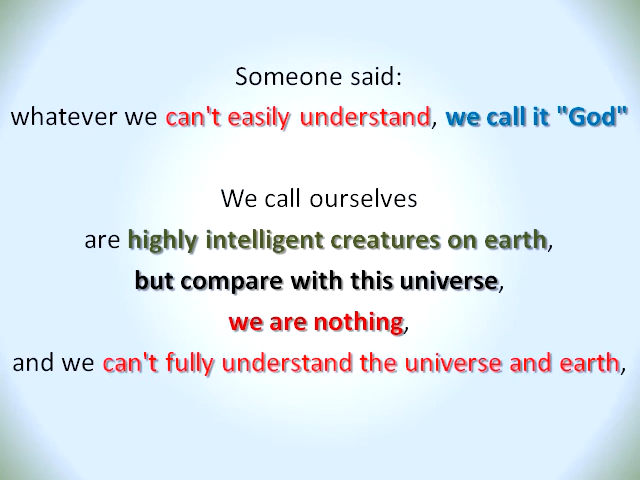 Someone said:
whatever we can't easily understand, we call it "God"
We call ourselves
are highly intelligent creatures on earth,
but compare with this universe,
we are nothing,
and we can't fully understand the universe and earth,